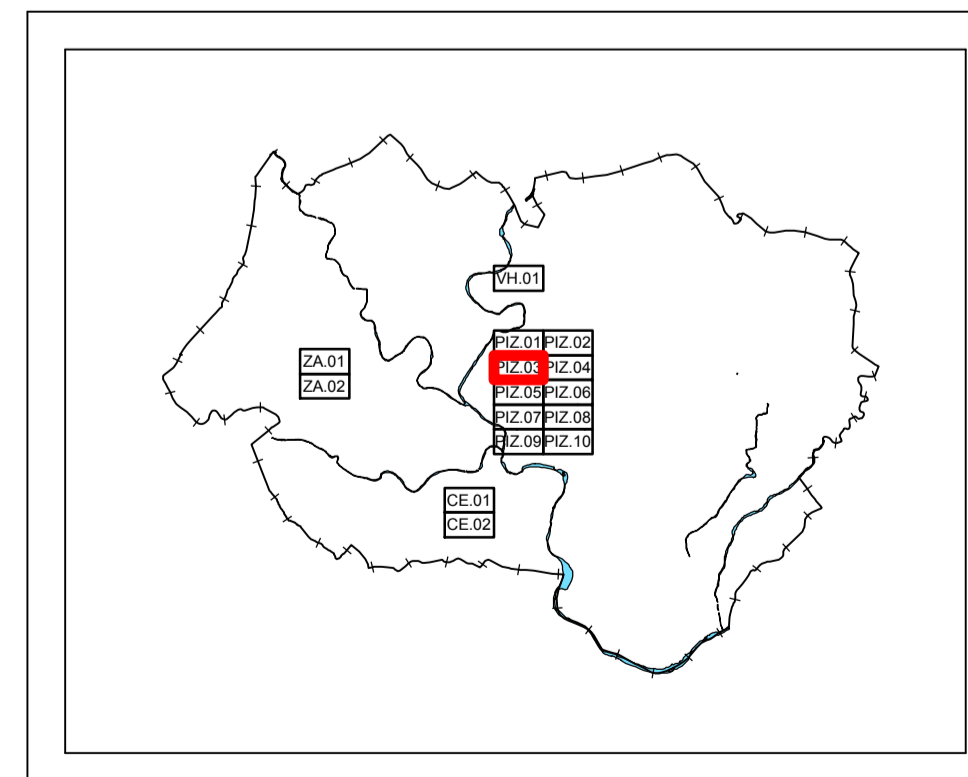 VH.01
PIZ.01 PIZ.02
PIZ.03 PIZ.04
PIZ.05 PIZ.06
PIZ.07 PIZ.08
PIZ.09 PIZ.10
ZA.01
ZA.02
CE.01
CE.02